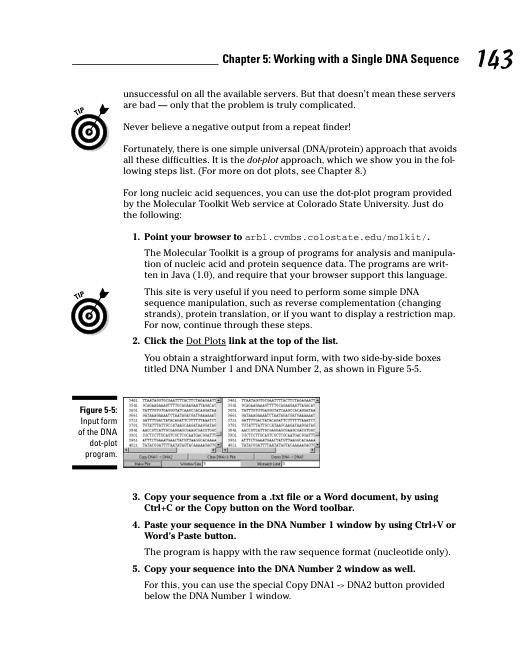 Chapter 5: Working with a Single DNA Sequence 143
unsuccessful on all the available servers. But that doesn't mean these servers
are bad — only that the problem is truly complicated.
TIP
Never believe a negative output from a repeat finder!
Fortunately, there is one simple universal (DNA/protein) approach that avoids
all these difficulties. It is the dot-plot approach, which we show you in the fol-
lowing steps list. (For more on dot plots, see Chapter 8.)
For long nucleic acid sequences, you can use the dot-plot program provided
by the Molecular Toolkit Web service at Colorado State University. Just do
the following:
1. Point your browser to arbl.cvmbs.colostate.edu/molkit/.
The Molecular Toolkit is a group of programs for analysis and manipula-
tion of nucleic acid and protein sequence data. The programs are writ-
ten in Java (1.0), and require that your browser support this language.
TIP
This site is very useful if you need to perform some simple DNA
sequence manipulation, such as reverse complementation (changing
strands), protein translation, or if you want to display a restriction map.
For now, continue through these steps.
2. Click the Dot Plots link at the top of the list.
You obtain a straightforward input form, with two side-by-side boxes
titled DNA Number 1 and DNA Number 2, as shown in Figure 5-5.
Figure 5-5:
Input form
of the DNA
dot-plot
program.
Copy DNA1 -> DNA2
Make Plot Window Size Mismatch Limit
3. Copy your sequence from a .txt file or a Word document, by using
Ctrl+C or the Copy button on the Word toolbar.
4. Paste your sequence in the DNA Number 1 window by using Ctrl+V or
Word's Paste button.
The program is happy with the raw sequence format (nucleotide only).
5. Copy your sequence into the DNA Number 2 window as well.
For this, you can use the special Copy DNA1 -> DNA2 button provided
below the DNA Number 1 window.